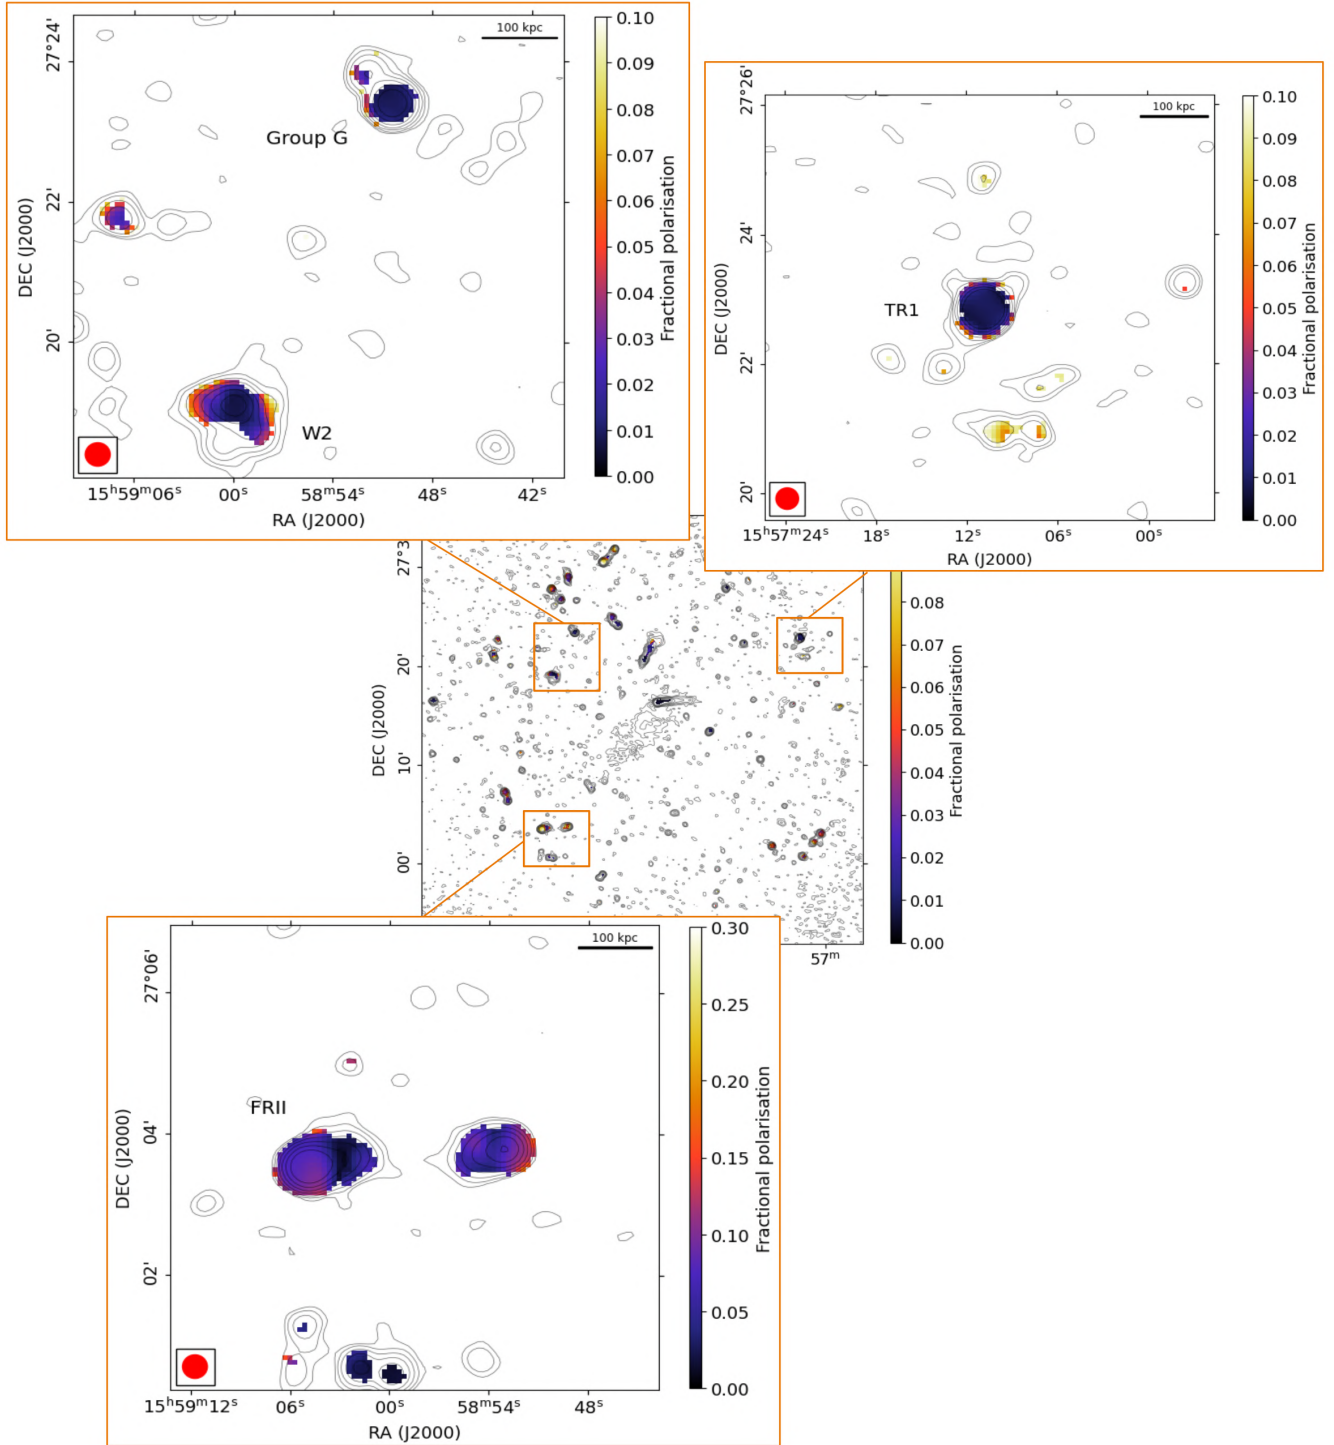 100 kpc
27°24'
22'
20'
DEC (J2000)
Group G
W2
15ʰ59ᵐ06ˢ
00ˢ
58ᵐ54ˢ
48ˢ
42ˢ
RA (J2000)
0.10
0.09
0.08
0.07
0.06
0.05
0.04
0.03
0.02
0.01
0.00
Fractional polarisation
100 kpc
27°26'
24'
22'
20'
DEC (J2000)
TR1
15ʰ57ᵐ24ˢ
18ˢ
12ˢ
06ˢ
00ˢ
RA (J2000)
0.10
0.09
0.08
0.07
0.06
0.05
0.04
0.03
0.02
0.01
0.00
Fractional polarisation
27°3
20'
10'
00'
DEC (J2000)
57ᵐ
0.08
0.07
0.06
0.05
0.04
0.03
0.02
0.01
0.00
Fractional polarisation
100 kpc
27°06'
04'
02'
DEC (J2000)
FRII
15ʰ59ᵐ12ˢ
06ˢ
00ˢ
58ᵐ54ˢ
48ˢ
RA (J2000)
0.30
0.25
0.20
0.15
0.10
0.05
0.00
Fractional polarisation